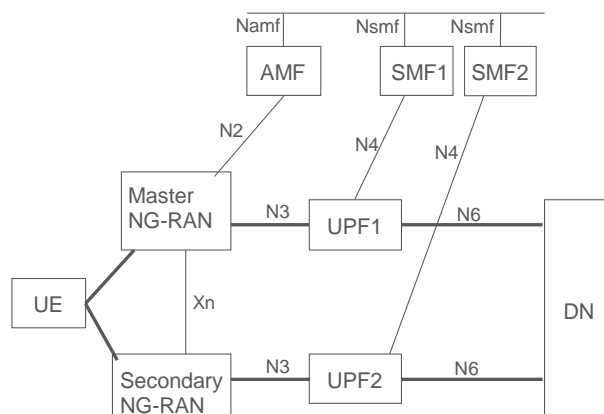 Namf
Nsmf
Nsmf
AMF
SMF1
SMF2
N2
N4
N4
Master
NG-RAN
N3
UPF1
N6
UE
Xn
DN
Secondary
NG-RAN
N3
UPF2
N6